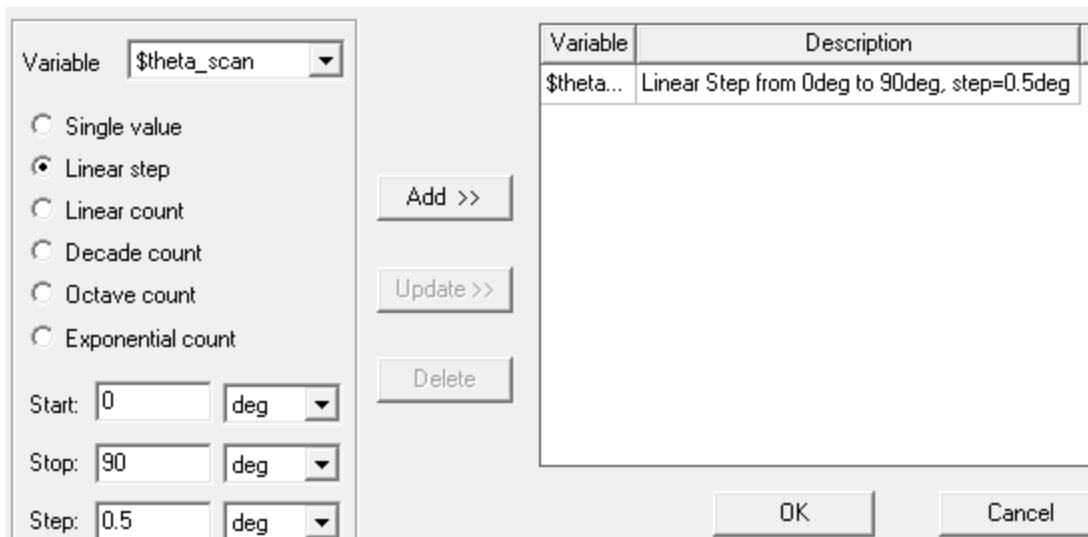 Variable $theta_scan
Single value
Linear step
Linear count
Decade count
Octave count
Exponential count
Start: 0 deg
Stop: 90 deg
Step: 0.5 deg
Add >>
Update >>
Delete
Variable Description
$theta... Linear Step from 0deg to 90deg, step=0.5deg
OK Cancel